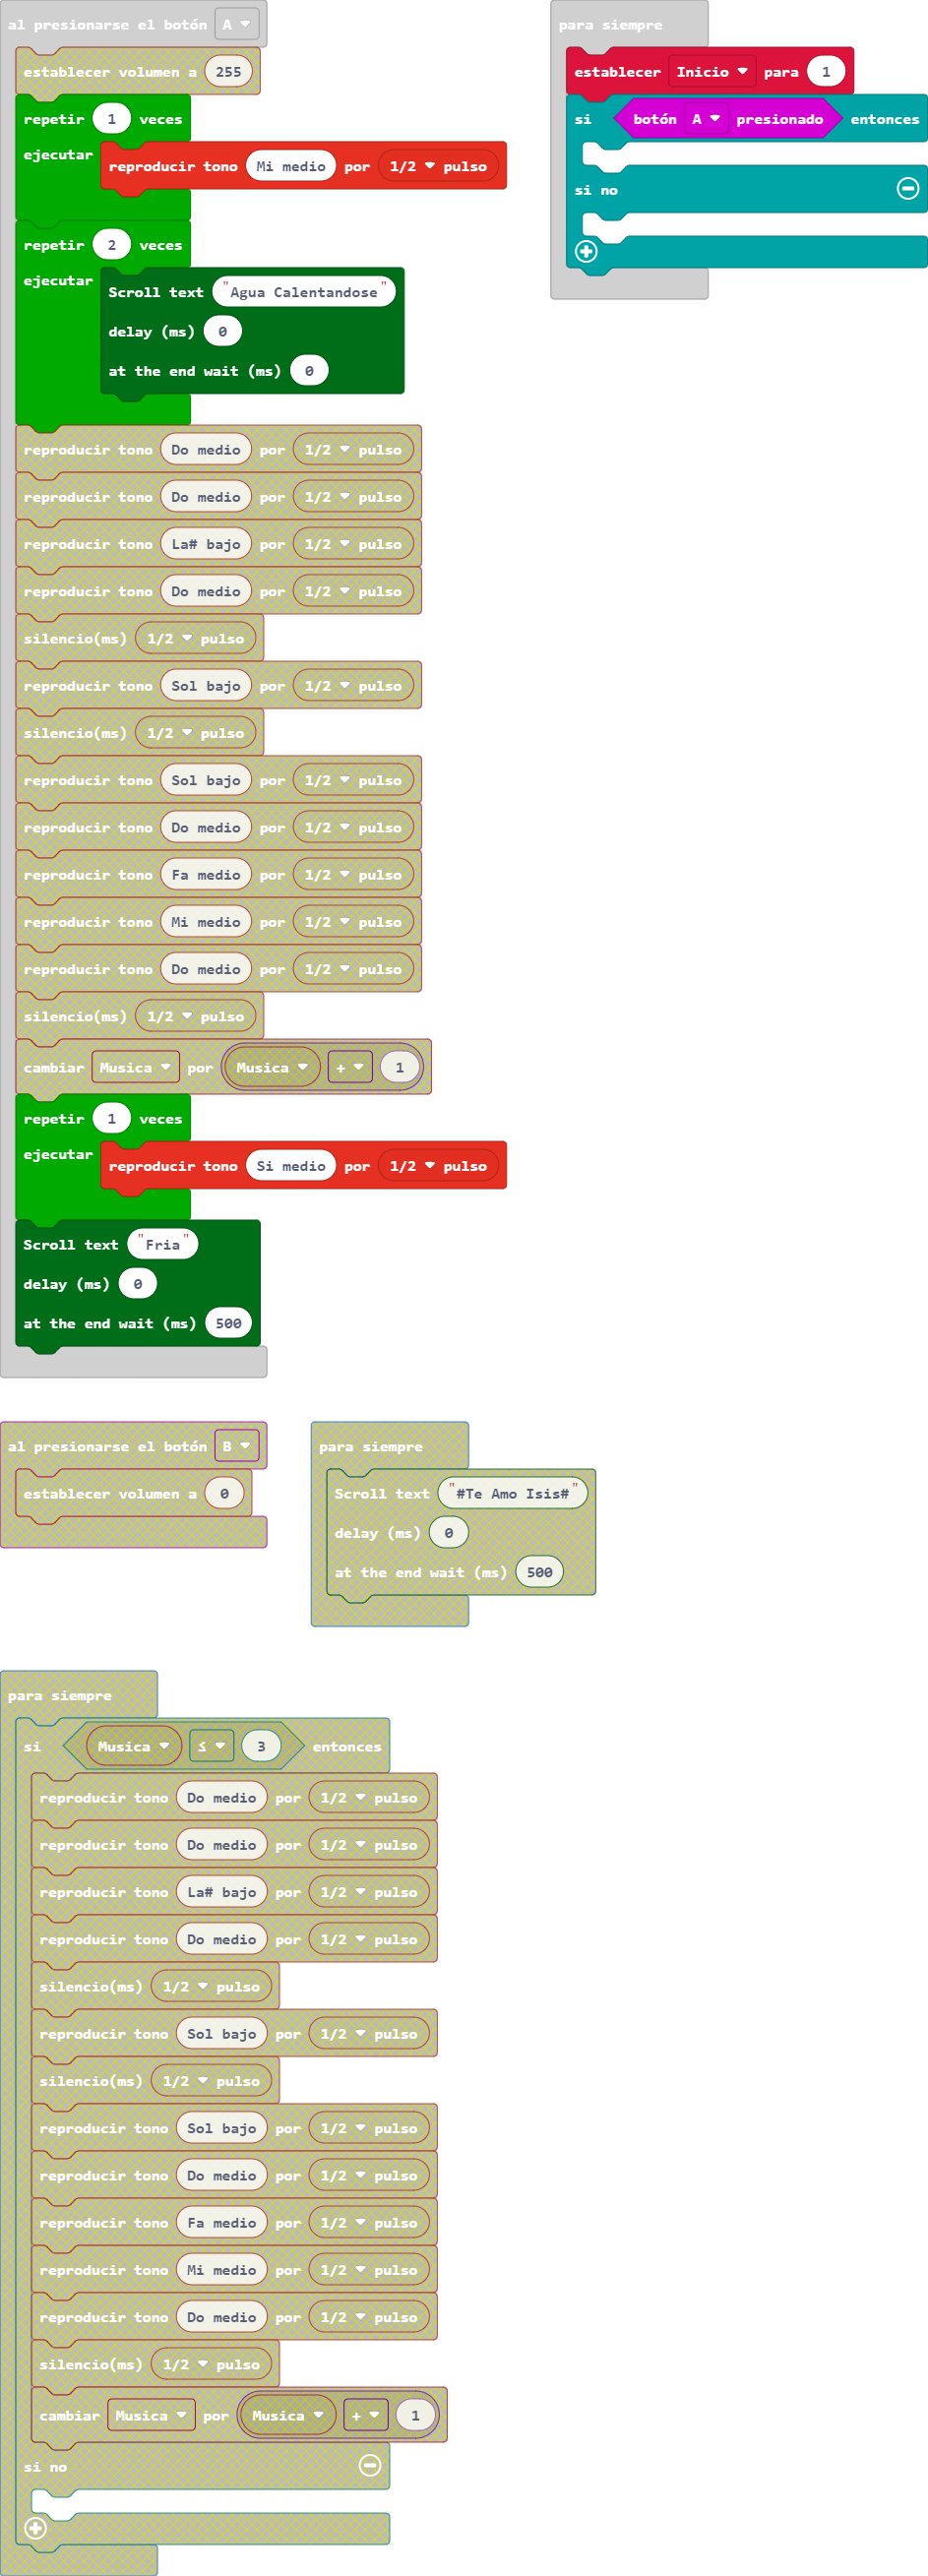 al presionarse el botón A
establecer volumen a 255
repetir 1 veces
ejecutar
reproducir tono Mi medio por 1/2 pulso
repetir 2 veces
ejecutar
Scroll text "Agua Calentandose"
delay (ms) 0
at the end wait (ms) 0
reproducir tono Do medio por 1/2 pulso
reproducir tono Do medio por 1/2 pulso
reproducir tono La# bajo por 1/2 pulso
reproducir tono Do medio por 1/2 pulso
silencio(ms) 1/2 pulso
reproducir tono Sol bajo por 1/2 pulso
silencio(ms) 1/2 pulso
reproducir tono Sol bajo por 1/2 pulso
reproducir tono Do medio por 1/2 pulso
reproducir tono Fa medio por 1/2 pulso
reproducir tono Mi medio por 1/2 pulso
reproducir tono Do medio por 1/2 pulso
silencio(ms) 1/2 pulso
cambiar Musica por Musica + 1
repetir 1 veces
ejecutar
reproducir tono Si medio por 1/2 pulso
Scroll text "Fria"
delay (ms) 0
at the end wait (ms) 500
para siempre
establecer Inicio para 1
si botón A presionado entonces
si no
al presionarse el botón B
establecer volumen a 0
para siempre
Scroll text "#Te Amo Isis#"
delay (ms) 0
at the end wait (ms) 500
para siempre
si Musica ≤ 3 entonces
reproducir tono Do medio por 1/2 pulso
reproducir tono Do medio por 1/2 pulso
reproducir tono La# bajo por 1/2 pulso
reproducir tono Do medio por 1/2 pulso
silencio(ms) 1/2 pulso
reproducir tono Sol bajo por 1/2 pulso
silencio(ms) 1/2 pulso
reproducir tono Sol bajo por 1/2 pulso
reproducir tono Do medio por 1/2 pulso
reproducir tono Fa medio por 1/2 pulso
reproducir tono Mi medio por 1/2 pulso
reproducir tono Do medio por 1/2 pulso
silencio(ms) 1/2 pulso
cambiar Musica por Musica + 1
si no